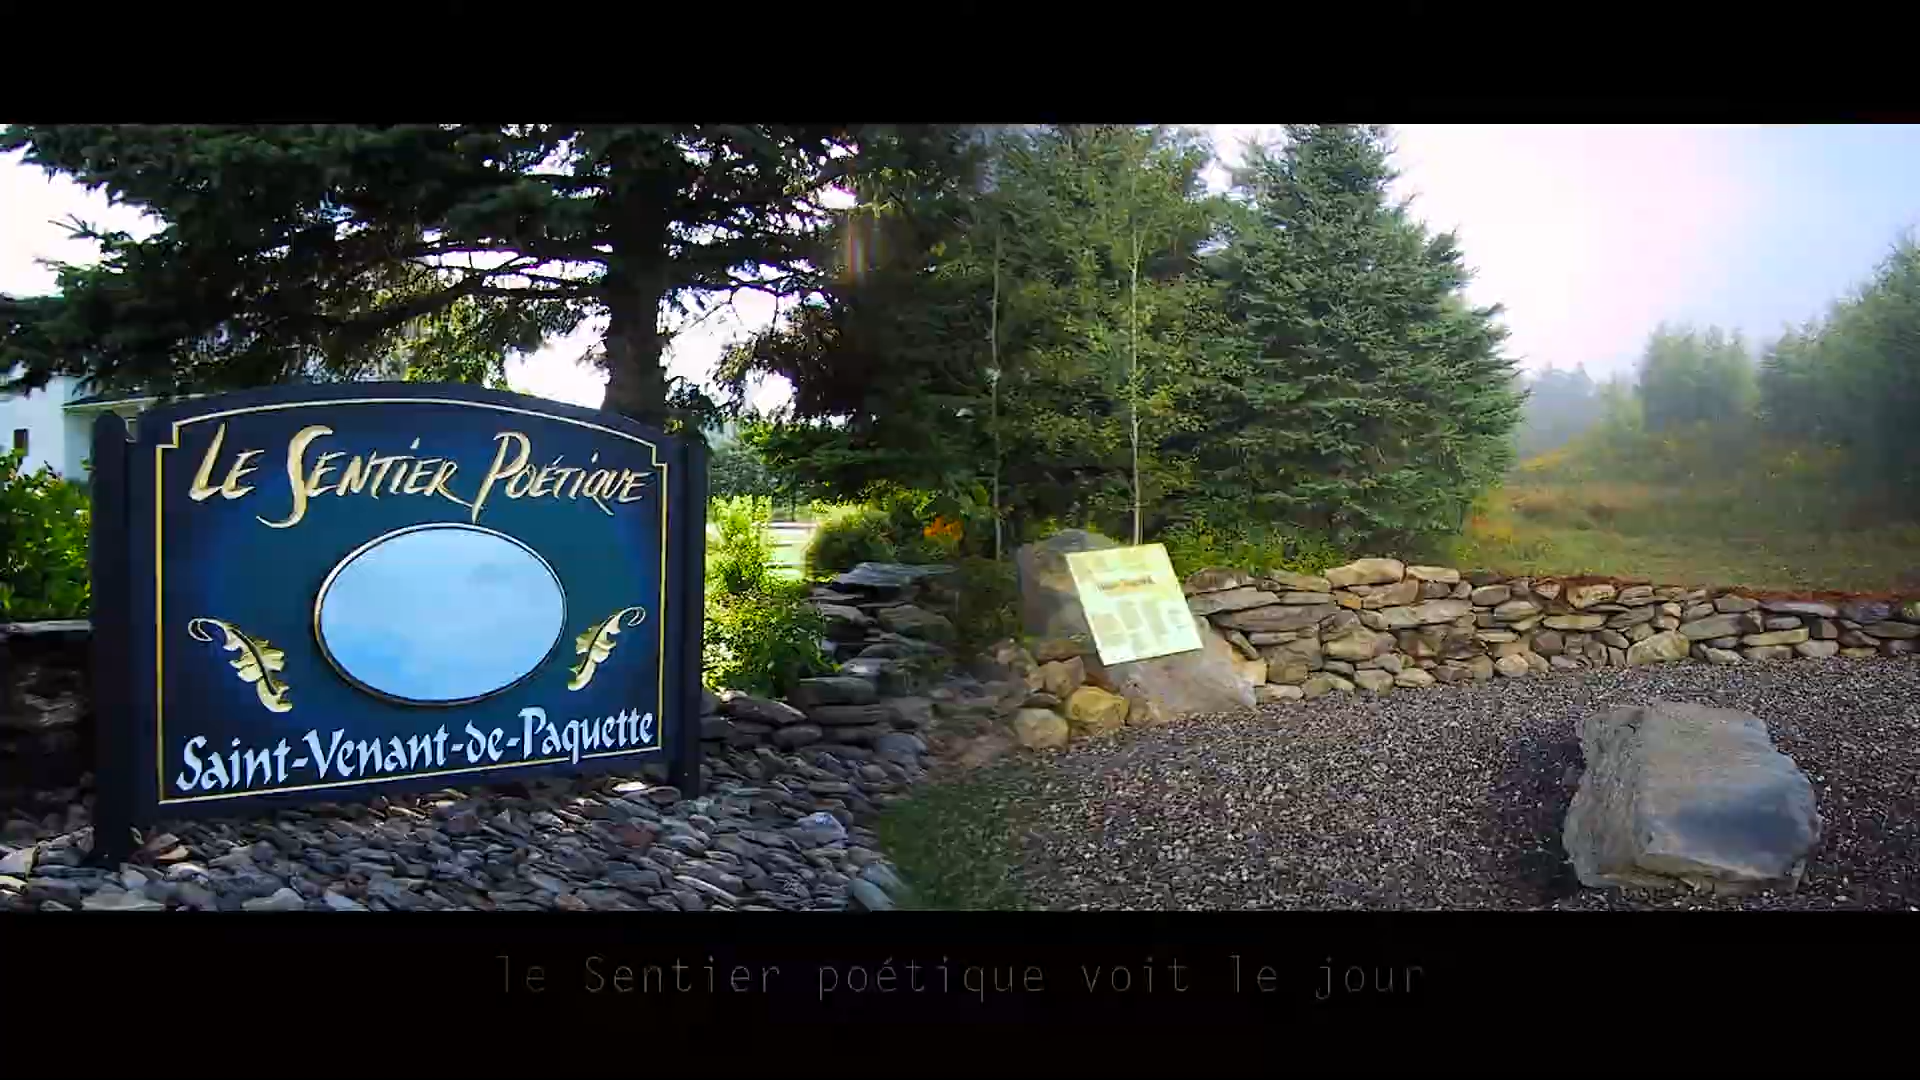 LE SENTIER POÉTIQUE
Saint-Venant-de-Paquette
le Sentier poétique voit le jour